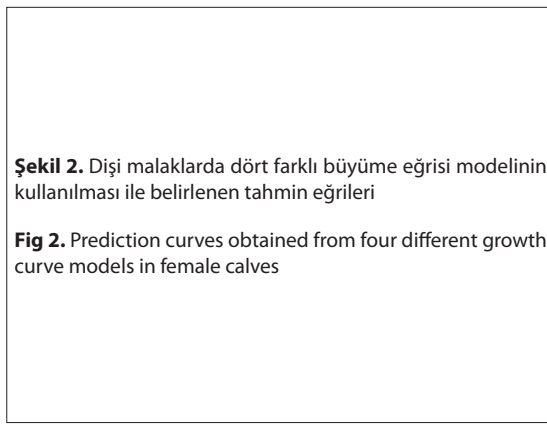 Şekil 2. Dişi malaklarda dört farklı büyüme eğrisi modelinin
kullanılması ile belirlenen tahmin eğrileri
Fig 2. Prediction curves obtained from four different growth
curve models in female calves